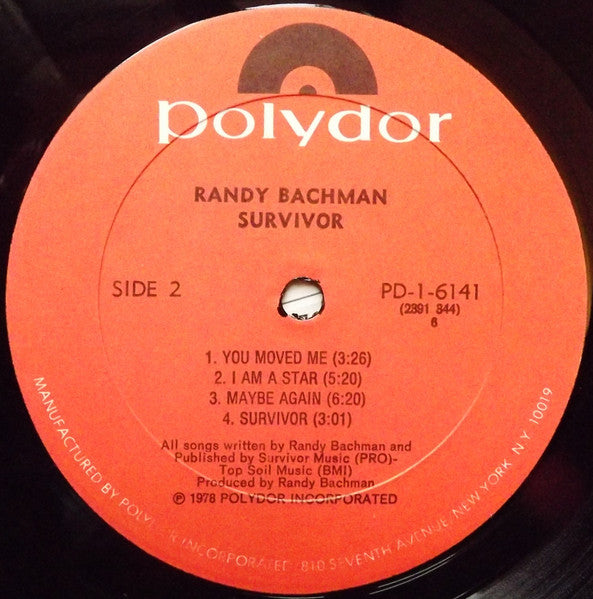 polydor
RANDY BACHMAN
SURVIVOR
SIDE 2
PD-1-6141
(2391 344)
6
1. YOU MOVED ME (3:26)
2. I AM A STAR (5:20)
3. MAYBE AGAIN (6:20)
4. SURVIVOR (3:01)
All songs written by Randy Bachman and
Published by Survivor Music (PRO)-
Top Soil Music (BMI)
Produced by Randy Bachman
℗ 1978 POLYDOR INCORPORATED
MANUFACTURED BY INCORPORATED 810 SEVENTH AVENUE, NEW YORK, N.Y. 10019